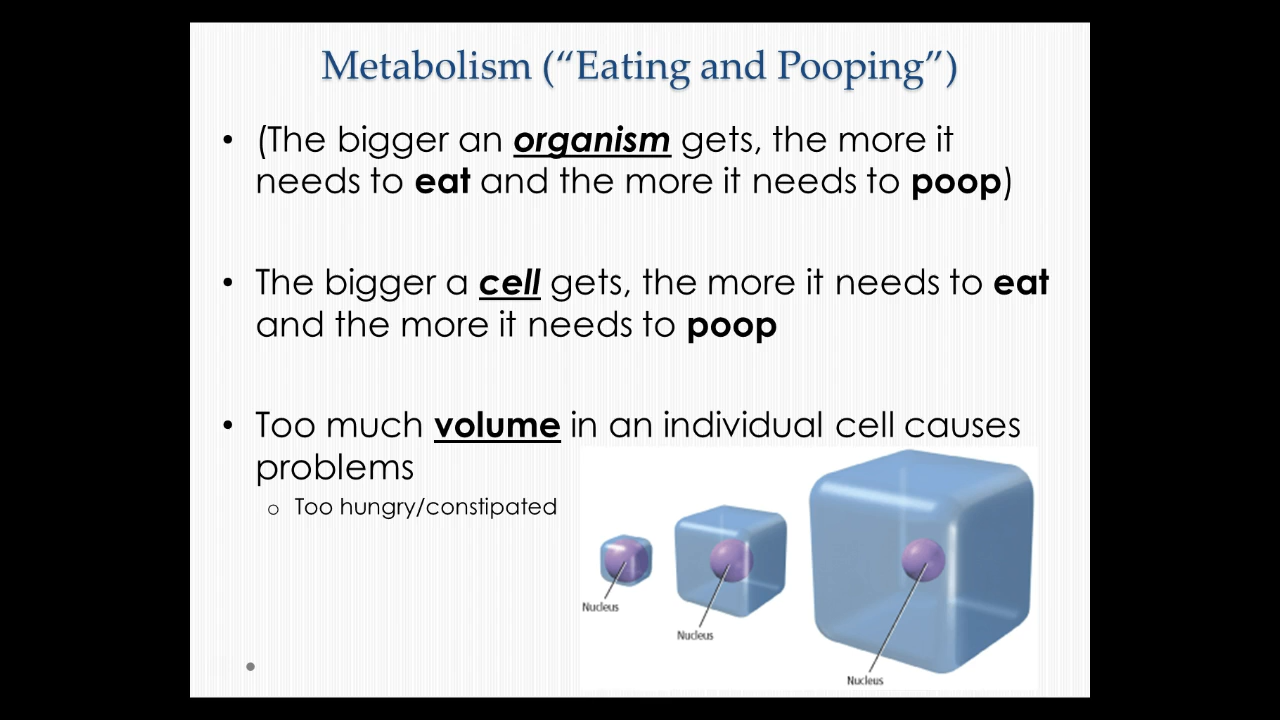 Metabolism (“Eating and Pooping”)
• (The bigger an organism gets, the more it
needs to eat and the more it needs to poop)
• The bigger a cell gets, the more it needs to eat
and the more it needs to poop
• Too much volume in an individual cell causes
problems
o Too hungry/constipated
Nucleus
Nucleus
Nucleus